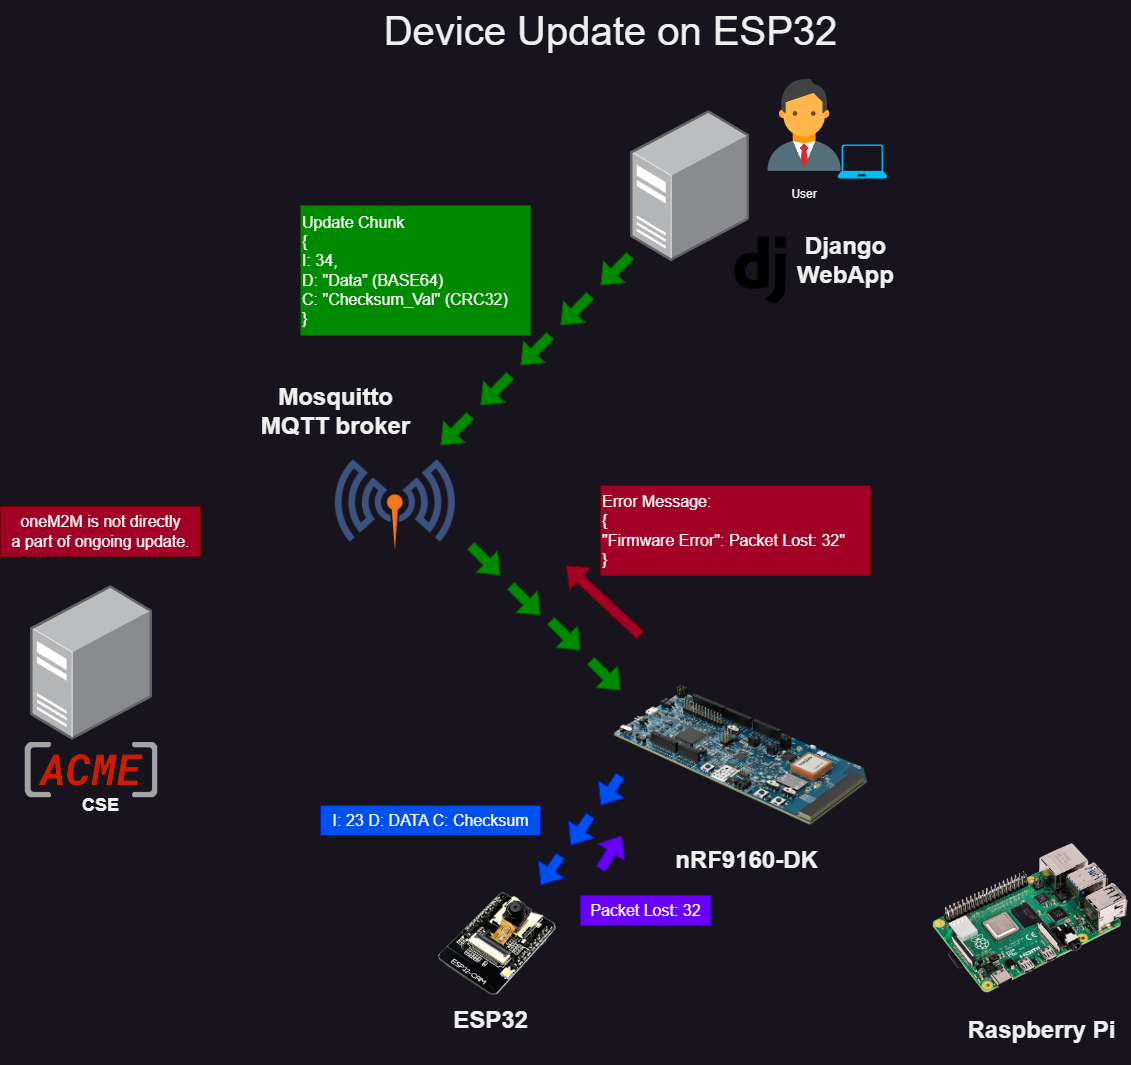 Device Update on ESP32
User
Update Chunk
{
I: 34,
D: "Data" (BASE64)
C: "Checksum_Val" (CRC32)
}
dj
Django
WebApp
Mosquitto
MQTT broker
oneM2M is not directly
a part of ongoing update.
Error Message:
{
"Firmware Error": Packet Lost: 32"
}
ACME
CSE
I: 23 D: DATA C: Checksum
nRF9160-DK
Packet Lost: 32
ESP32-CAM
ESP32
HDMI
Raspberry Pi